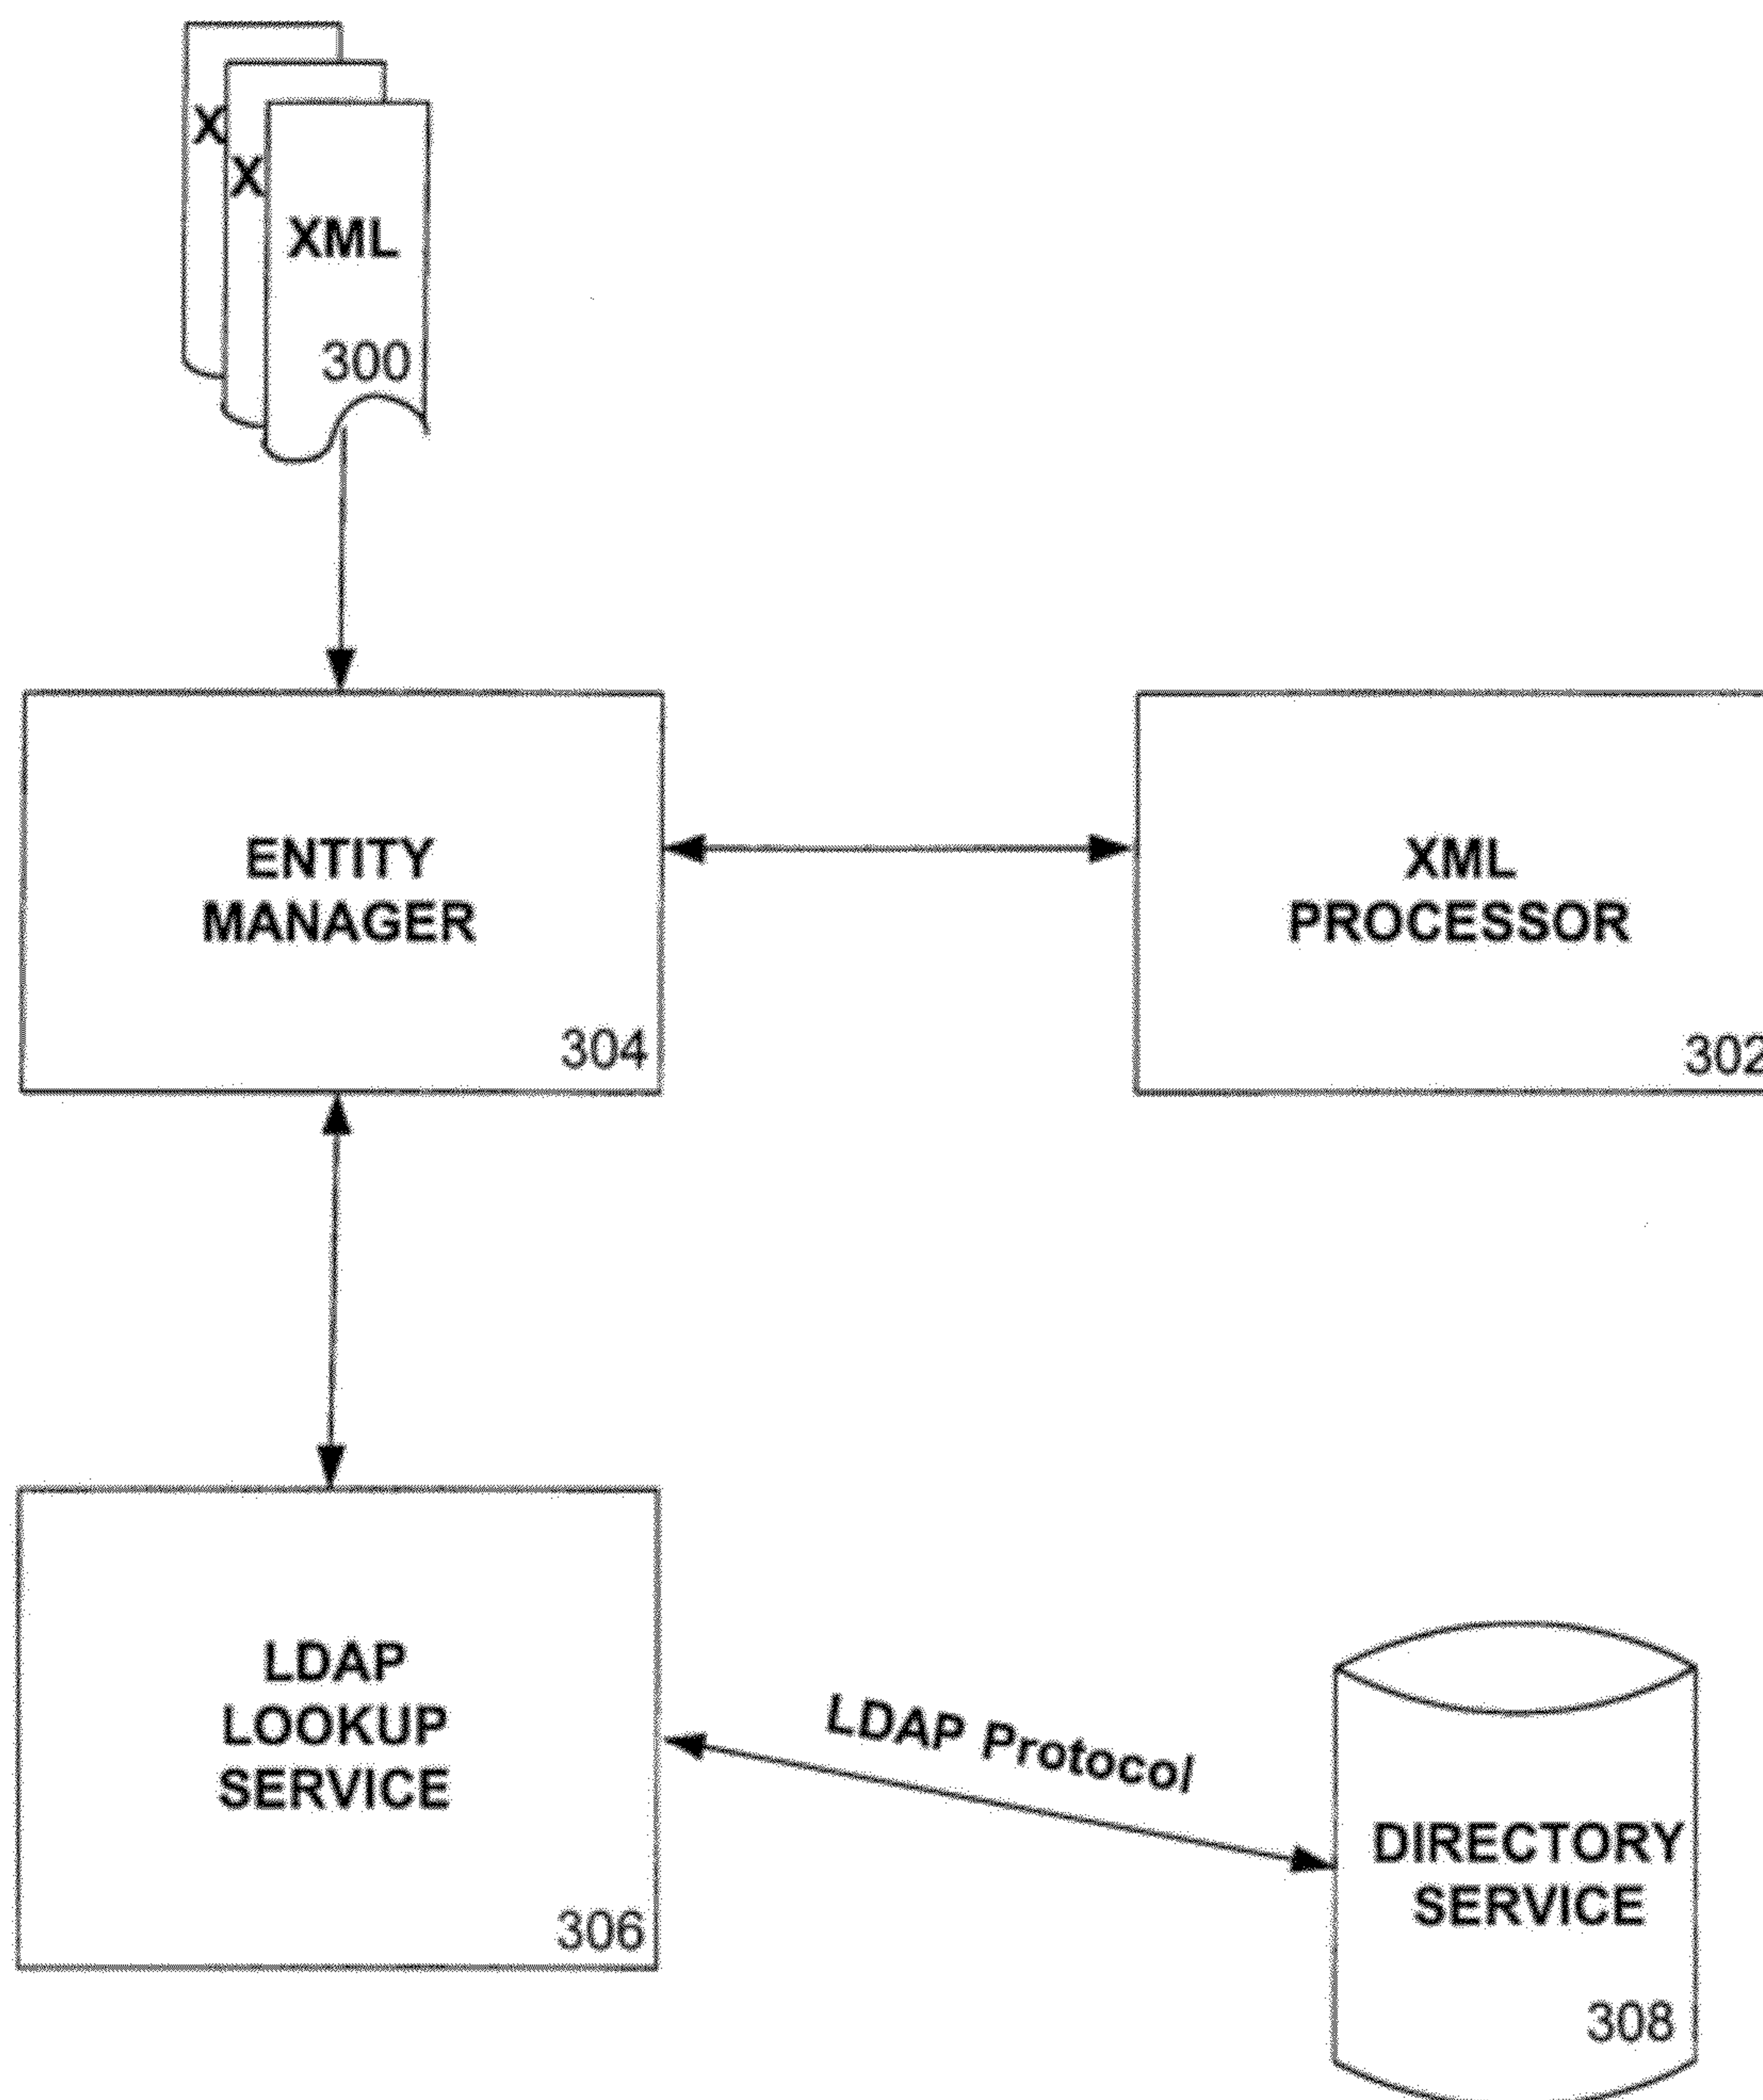 X
X
XML
300
ENTITY
MANAGER
304
XML
PROCESSOR
302
LDAP
LOOKUP
SERVICE
306
LDAP Protocol
DIRECTORY
SERVICE
308